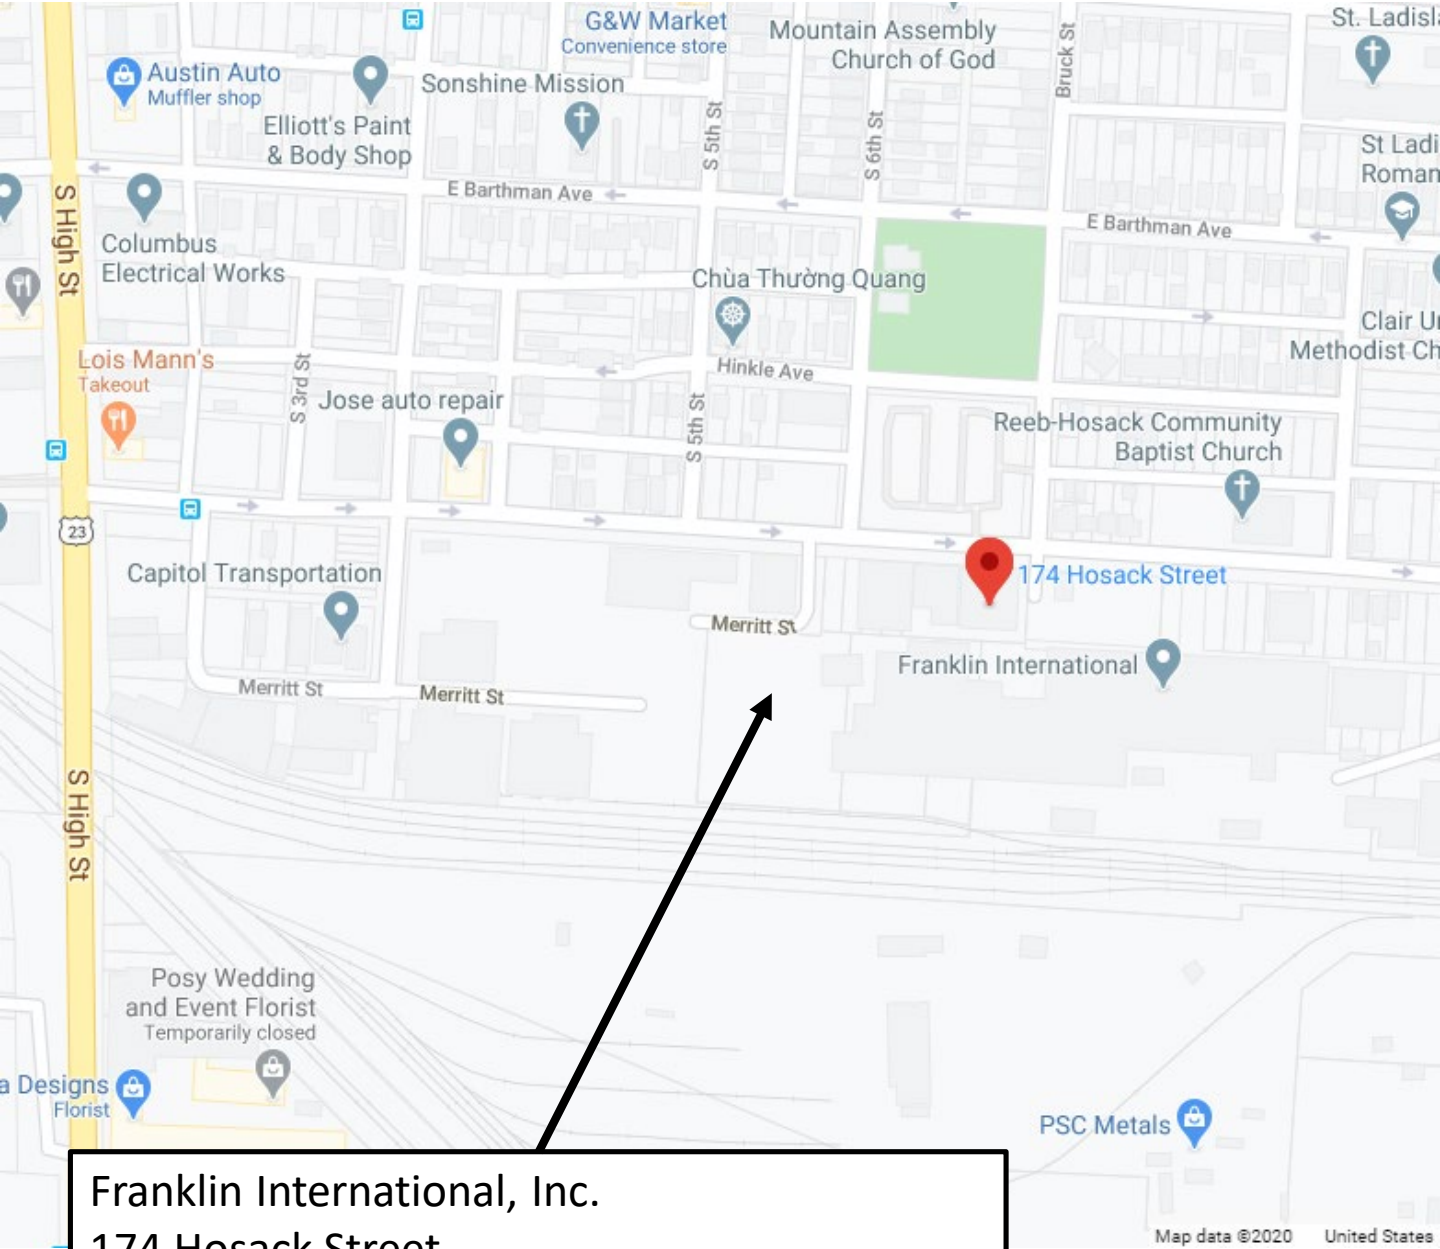 G&W Market
Convenience store
Mountain Assembly
Church of God
Bruck St
St. Ladisl
Austin Auto
Muffler shop
Sonshine Mission
Elliott's Paint
& Body Shop
S 5th St
S 6th St
St Ladi
Roman
E Barthman Ave
E Barthman Ave
S High St
Columbus
Electrical Works
Chùa Thường Quang
Clair Un
Methodist Ch
Lois Mann's
Takeout
S 3rd St
Hinkle Ave
Jose auto repair
S 5th St
Reeb-Hosack Community
Baptist Church
23
Capitol Transportation
174 Hosack Street
Merritt St
Franklin International
Merritt St
Merritt St
S High St
Posy Wedding
and Event Florist
Temporarily closed
a Designs
Florist
PSC Metals
Franklin International, Inc.
174 Hosack Street
Map data ©2020
United States